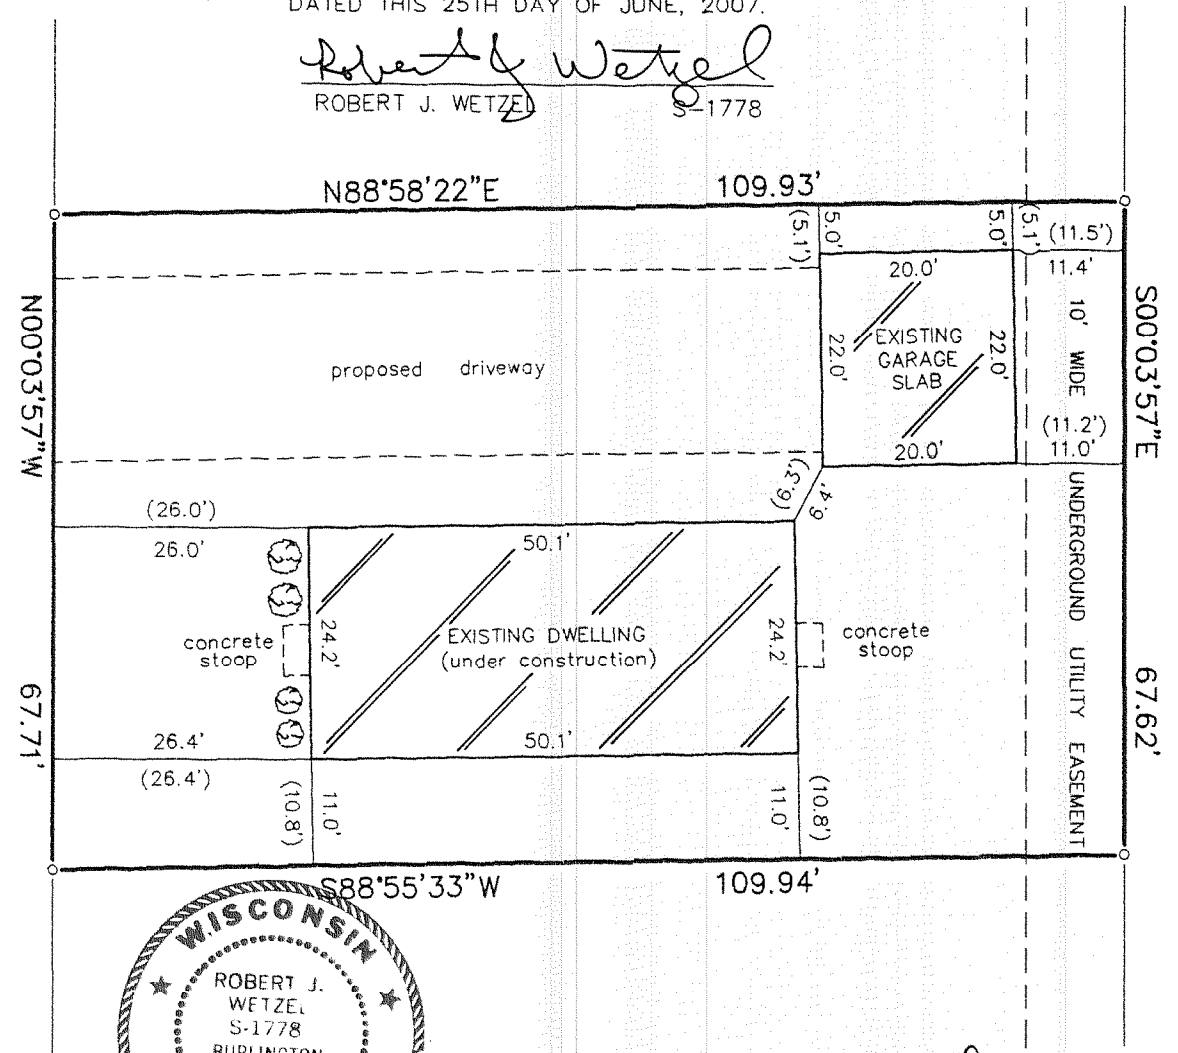 DATED THIS 25TH DAY OF JUNE, 2007.
Robert J Wetzel
ROBERT J. WETZEL
S-1778
N88°58'22"E
109.93'
(5.1')
5.0'
5.0'
(5.1')
(11.5')
20.0'
11.4'
N00°03'57"W
proposed driveway
22.0'
EXISTING
GARAGE
SLAB
22.0'
10' WIDE
S00°03'57"E
(11.2')
20.0'
11.0'
(6.3')
6.4'
UNDERGROUND UTILITY EASEMENT
(26.0')
26.0'
50.1'
concrete
stoop
24.2'
EXISTING DWELLING
(under construction)
24.2'
concrete
stoop
67.71'
67.62'
26.4'
50.1'
(26.4')
(10.8')
11.0'
11.0'
(10.8')
S88°55'33"W
109.94'
WISCONSIN
ROBERT J.
WETZEL
S-1778
BURLINGTON